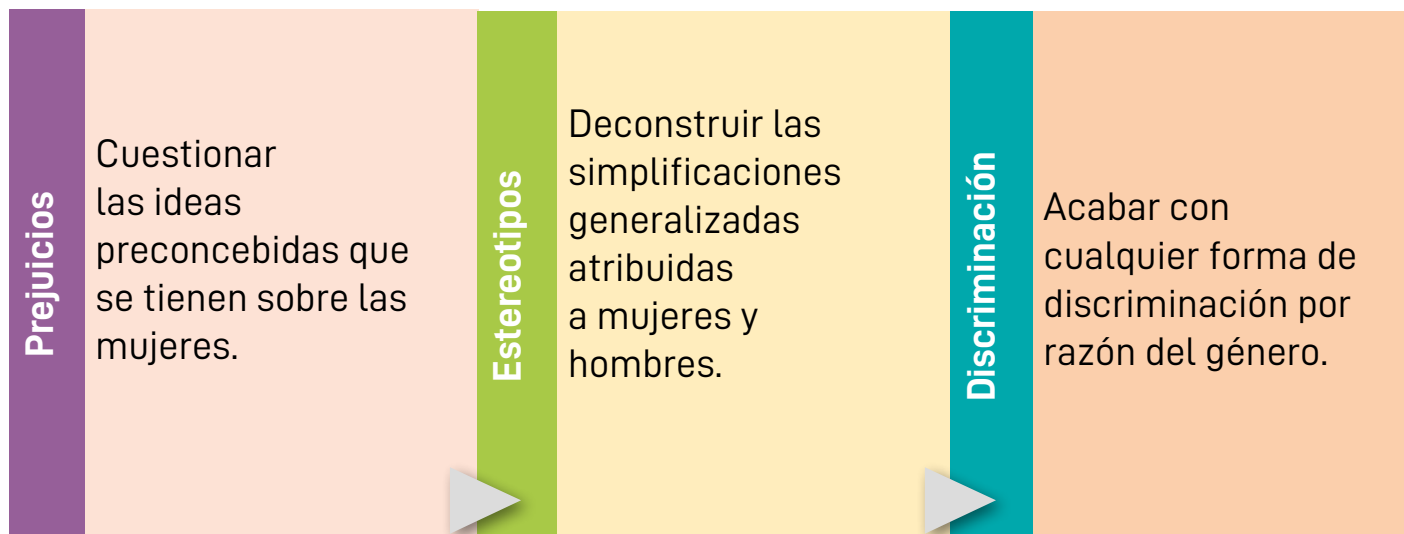 Prejuicios
Cuestionar
las ideas
preconcebidas que
se tienen sobre las
mujeres.
Estereotipos
Deconstruir las
simplificaciones
generalizadas
atribuidas
a mujeres y
hombres.
Discriminación
Acabar con
cualquier forma de
discriminación por
razón del género.